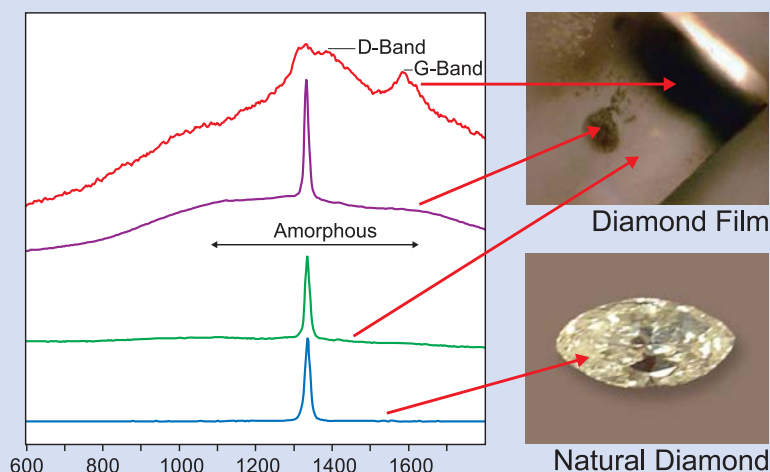 D-Band
G-Band
Diamond Film
Amorphous
Natural Diamond
600 800 1000 1200 1400 1600